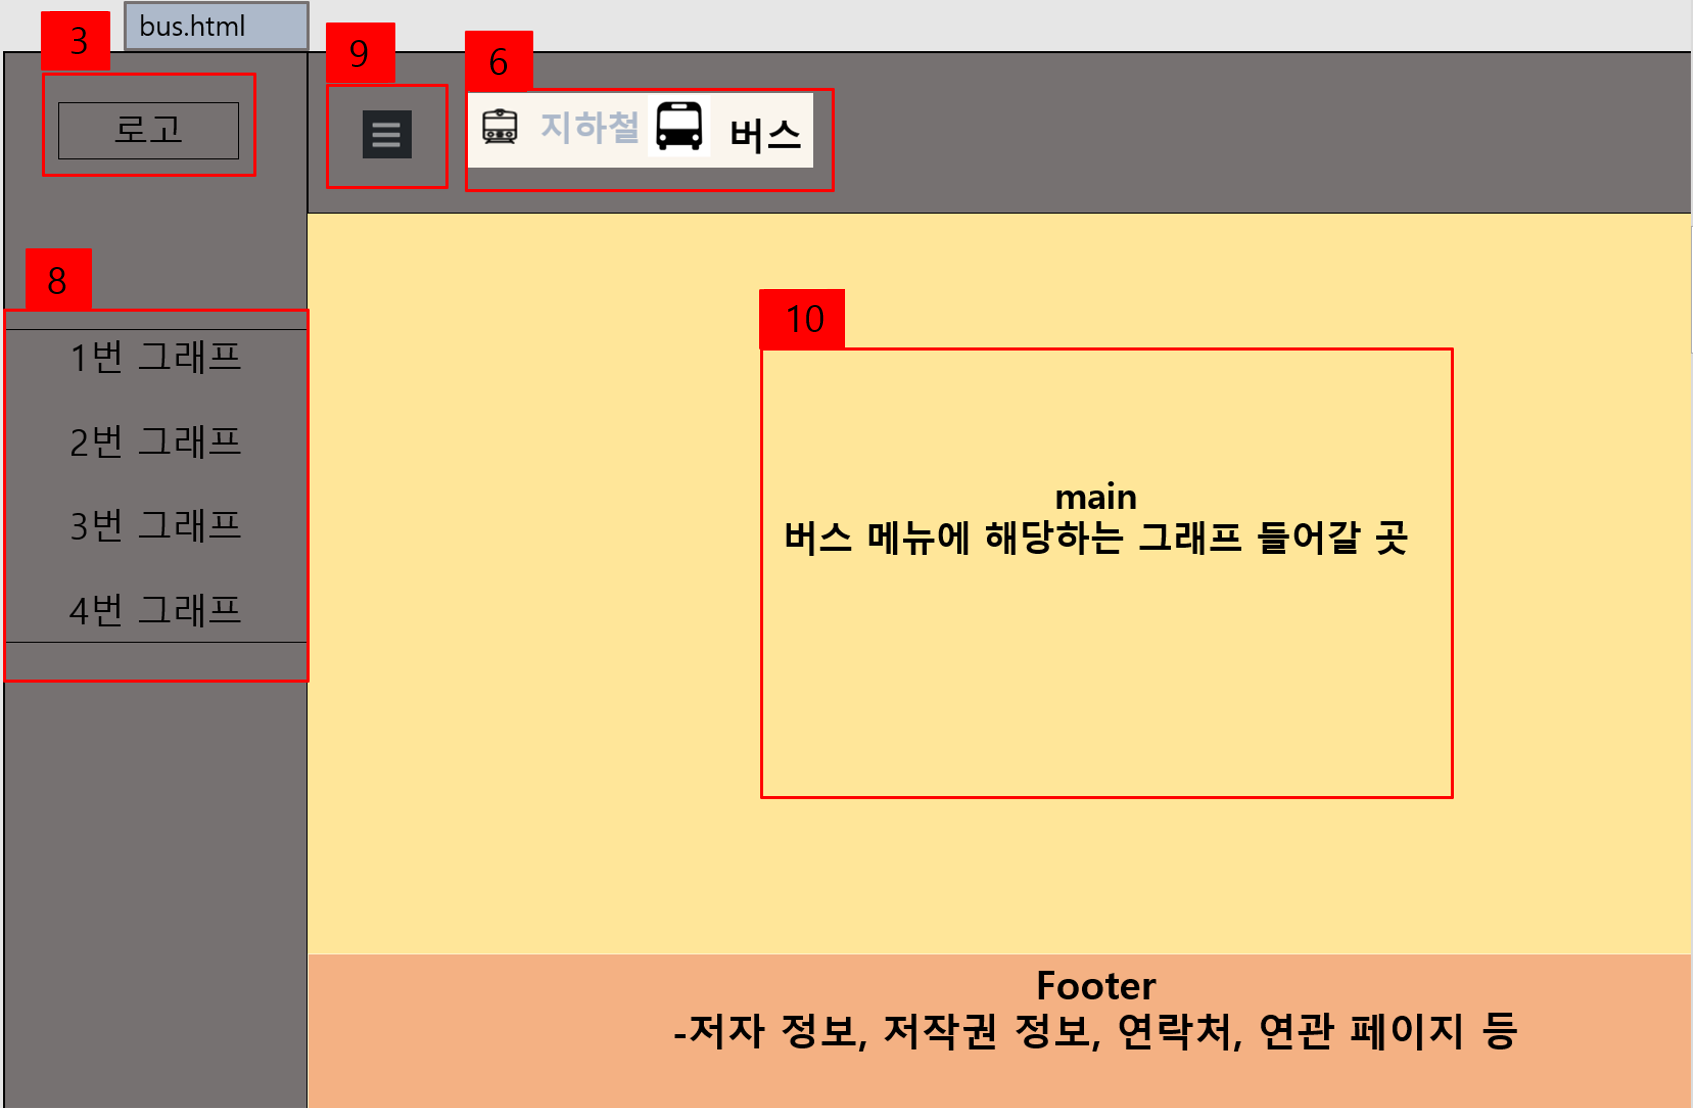 3
bus.html
9
6
로고
지하철
버스
8
1번 그래프
2번 그래프
3번 그래프
4번 그래프
10
main
버스 메뉴에 해당하는 그래프 들어갈 곳
Footer
-저자 정보, 저작권 정보, 연락처, 연관 페이지 등